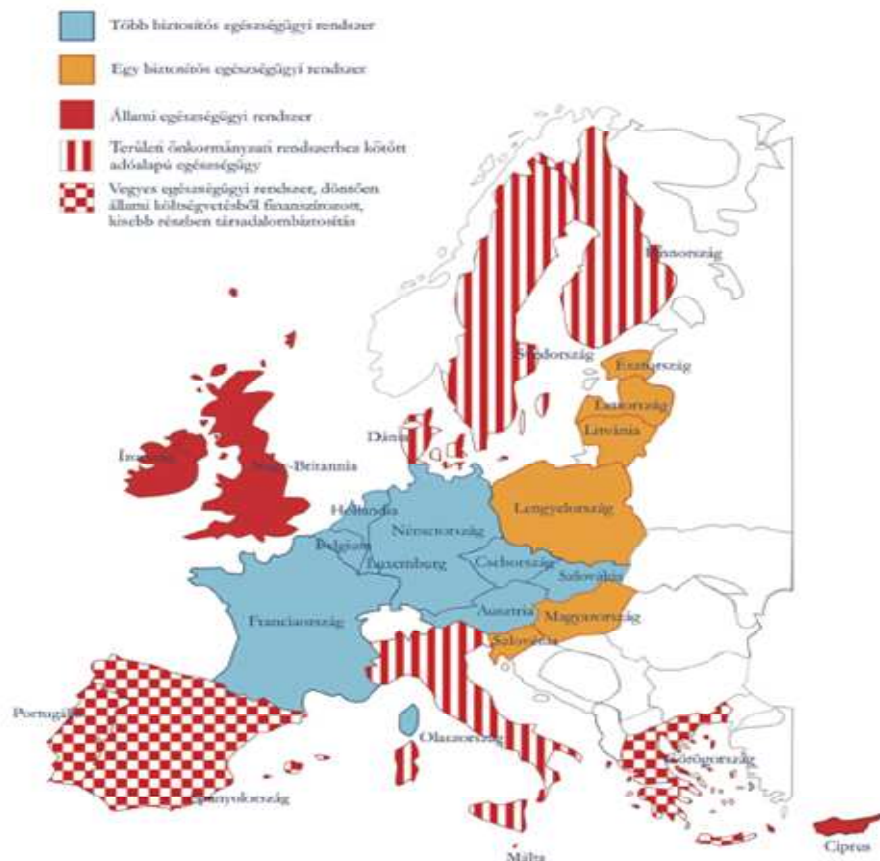 Több biztosítós egészségügyi rendszer
Egy biztosítós egészségügyi rendszer
Állami egészségügyi rendszer
Területi önkormányzati rendszerhez kötött
adóalapú egészségügy
Vegyes egészségügyi rendszer, döntően
állami költségvetésből finanszírozott,
kisebb részben társadalombiztosítás
Finnország
Svédország
Észtország
Lettország
Litvánia
Dánia
Írország
Nagy-Britannia
Hollandia
Lengyelország
Németország
Belgium
Luxemburg
Csehország
Szlovákia
Ausztria
Magyarország
Franciaország
Szlovénia
Portugália
Olaszország
Görögország
Spanyolország
Ciprus
Málta